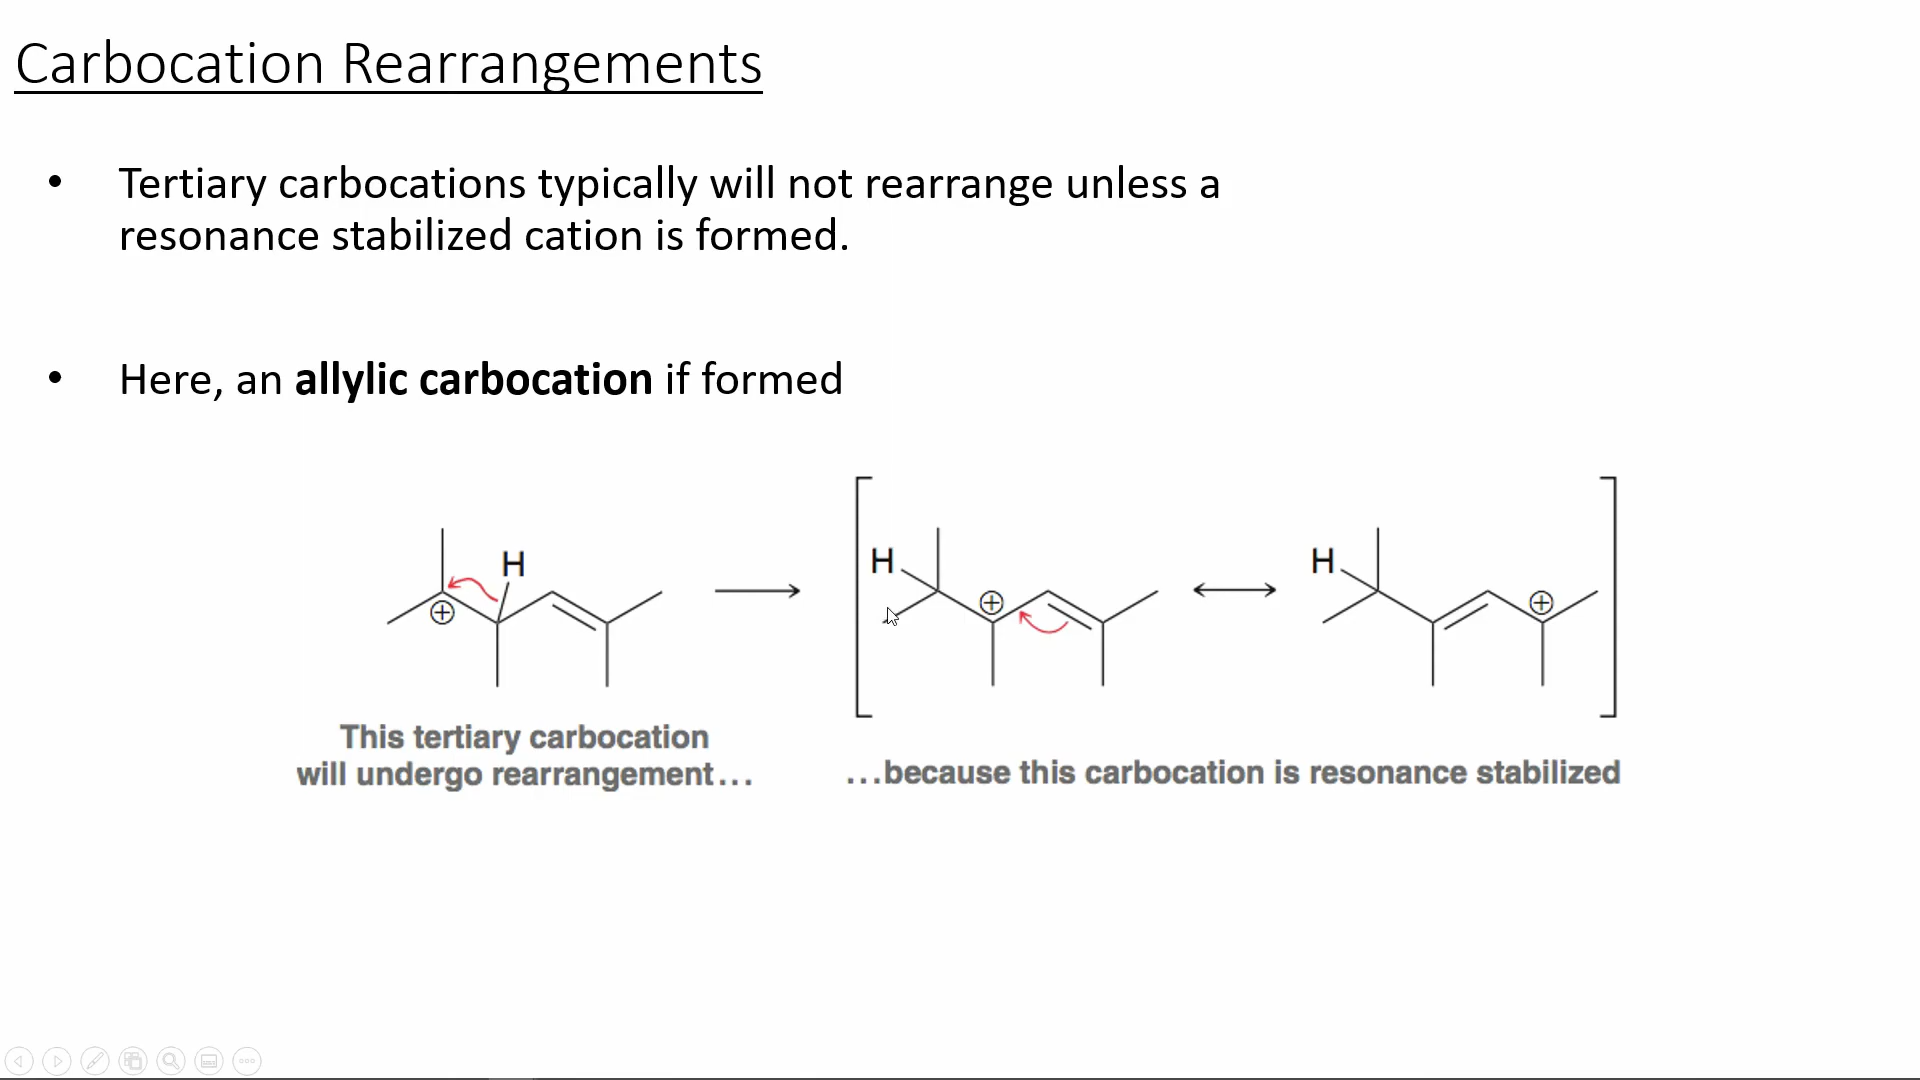 Carbocation Rearrangements
• Tertiary carbocations typically will not rearrange unless a
resonance stabilized cation is formed.
• Here, an allylic carbocation if formed
H
⊕
H
⊕
H
⊕
This tertiary carbocation
will undergo rearrangement...
...because this carbocation is resonance stabilized